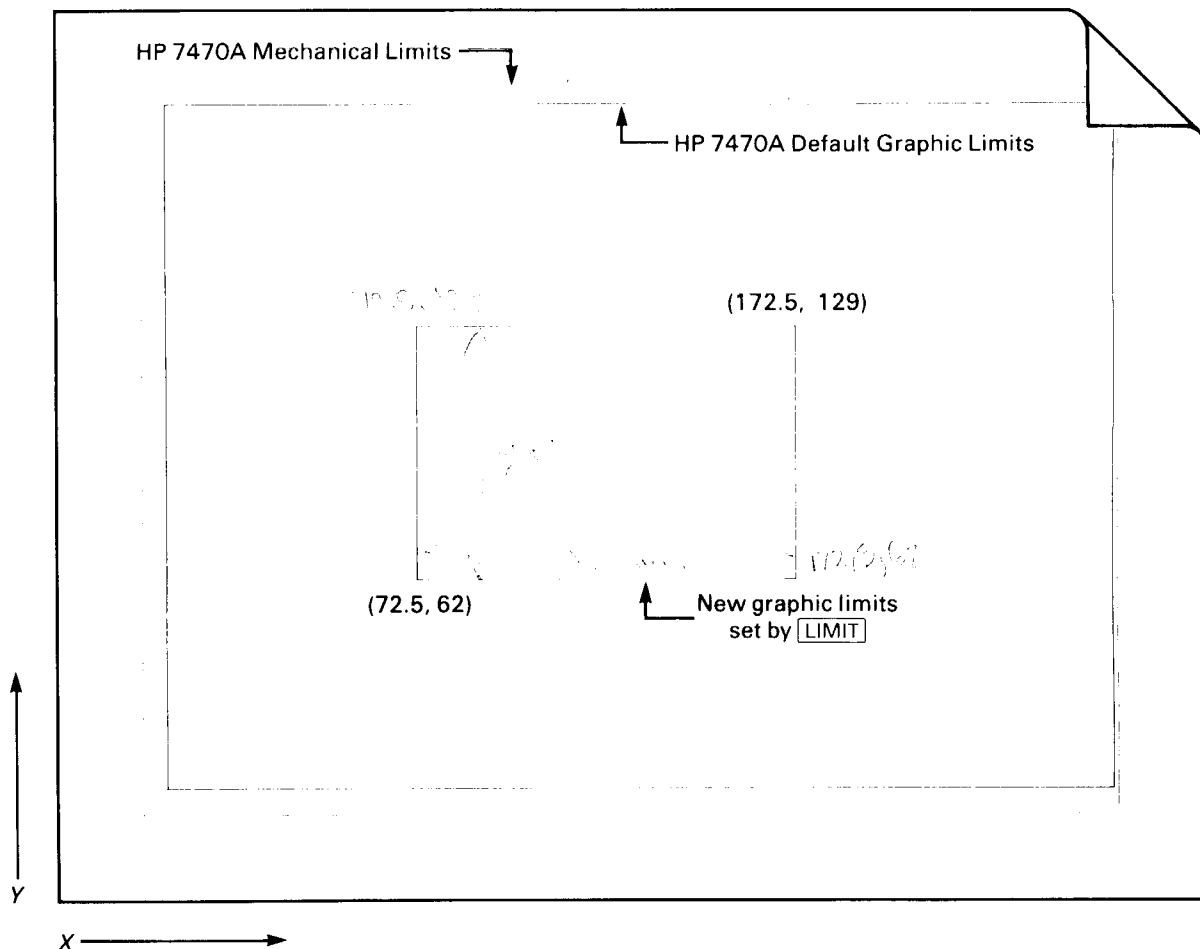 HP 7470A Mechanical Limits
HP 7470A Default Graphic Limits
(172.5, 129)
(72.5, 62)
New graphic limits
set by LIMIT
Y
X